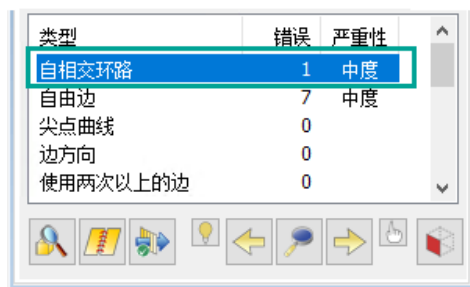 类型 错误 严重性
自相交环路 1 中度
自由边 7 中度
尖点曲线 0
边方向 0
使用两次以上的边 0